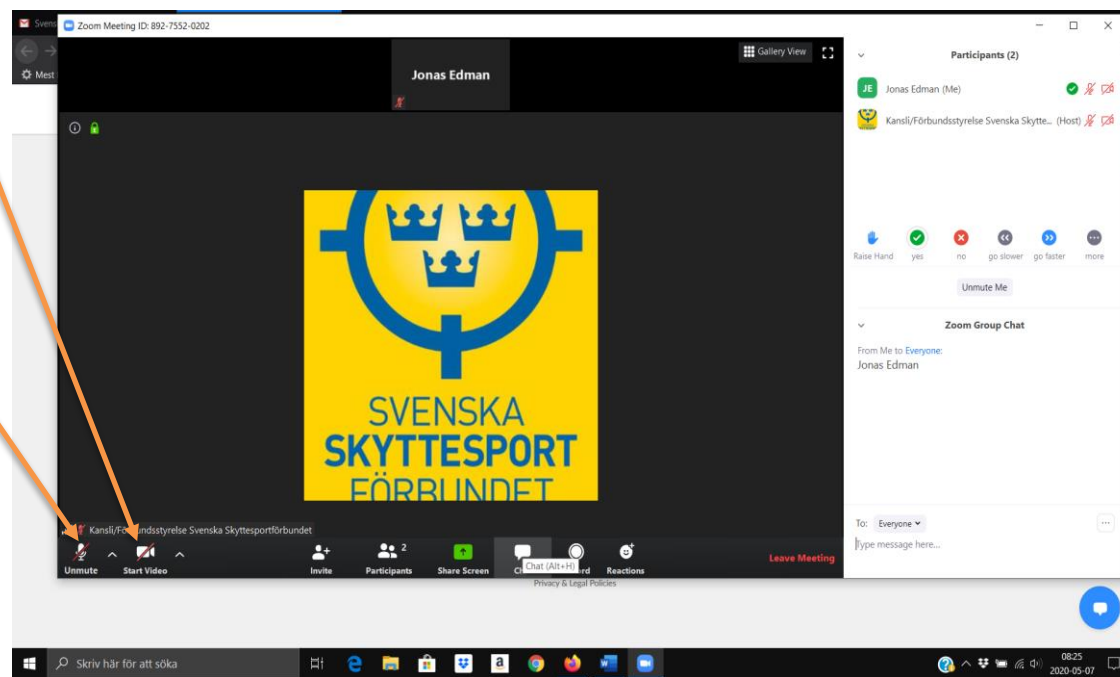 Svens
Zoom Meeting ID: 892-7552-0202
Mest
Jonas Edman
Gallery View
Participants (2)
JE Jonas Edman (Me)
Kansli/Förbundsstyrelse Svenska Skytte... (Host)
SVENSKA
SKYTTESPORT
FÖRBUNDET
Raise Hand yes no go slower go faster more
Unmute Me
Zoom Group Chat
From Me to Everyone:
Jonas Edman
Kansli/Förbundsstyrelse Svenska Skyttesportförbundet
Unmute Start Video Invite Participants 2 Share Screen Chat (Alt+H) Reactions
Leave Meeting
To: Everyone
Type message here...
Privacy & Legal Policies
Skriv här för att söka
08:25
2020-05-07